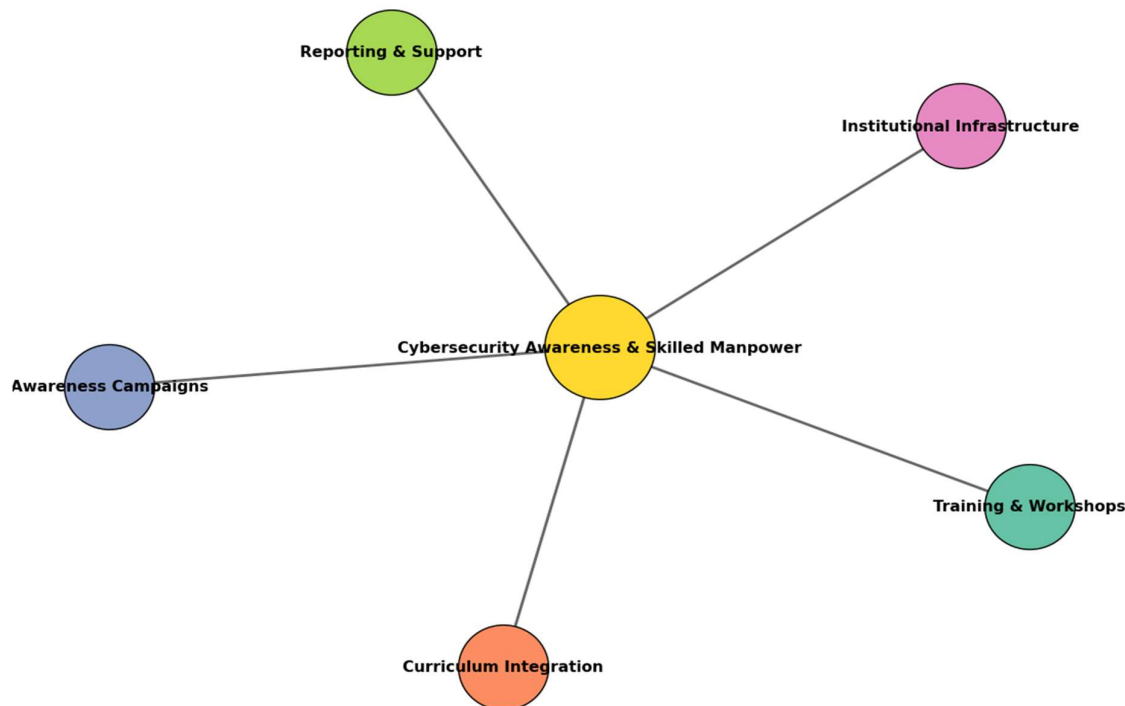 Reporting & Support
Institutional Infrastructure
Cybersecurity Awareness & Skilled Manpower
Awareness Campaigns
Training & Workshops
Curriculum Integration